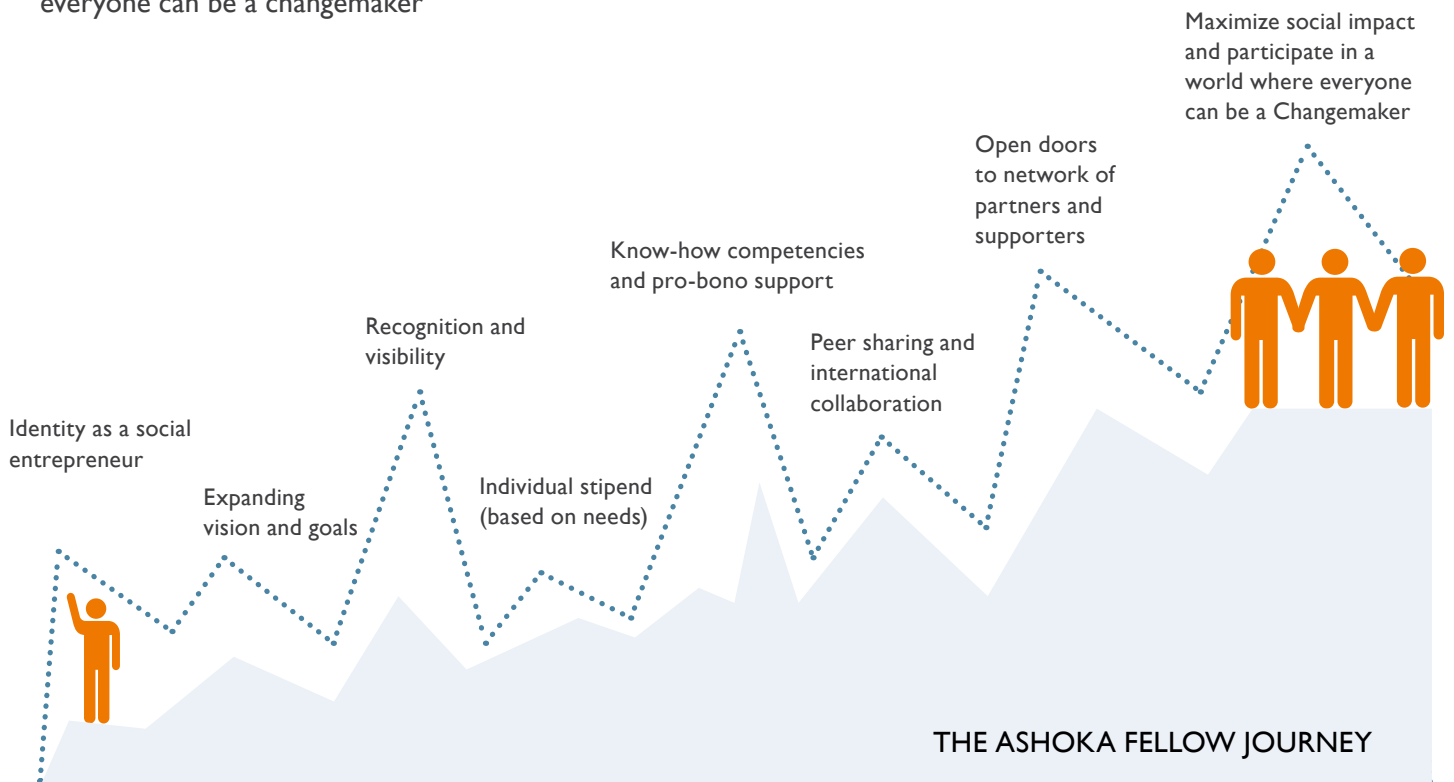 everyone can be a changemaker
Maximize social impact
and participate in a
world where everyone
can be a Changemaker
Open doors
to network of
partners and
supporters
Know-how competencies
and pro-bono support
Recognition and
visibility
Peer sharing and
international
collaboration
Identity as a social
entrepreneur
Expanding
vision and goals
Individual stipend
(based on needs)
THE ASHOKA FELLOW JOURNEY